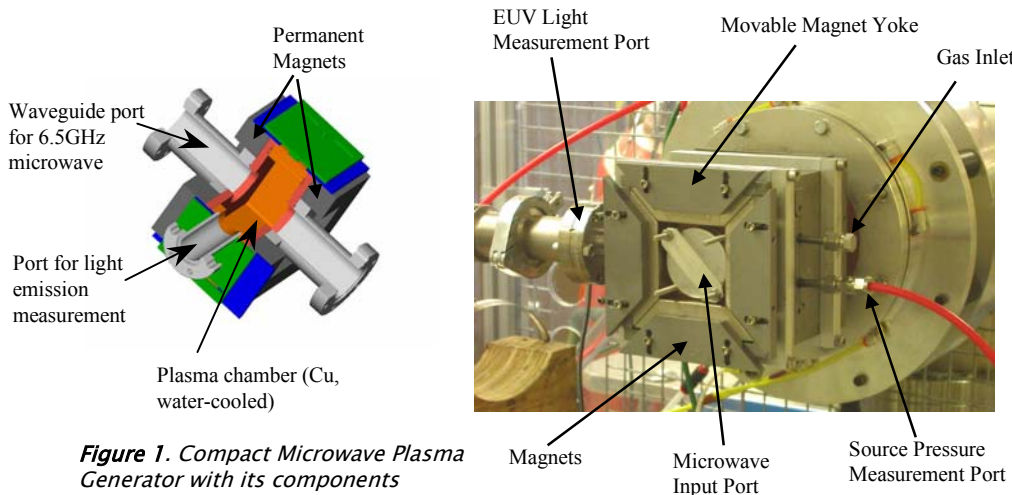 Permanent
Magnets
Waveguide port
for 6.5GHz
microwave
Port for light
emission
measurement
Plasma chamber (Cu,
water-cooled)
EUV Light
Measurement Port
Movable Magnet Yoke
Gas Inlet
Magnets
Microwave
Input Port
Source Pressure
Measurement Port
Figure 1. Compact Microwave Plasma
Generator with its components